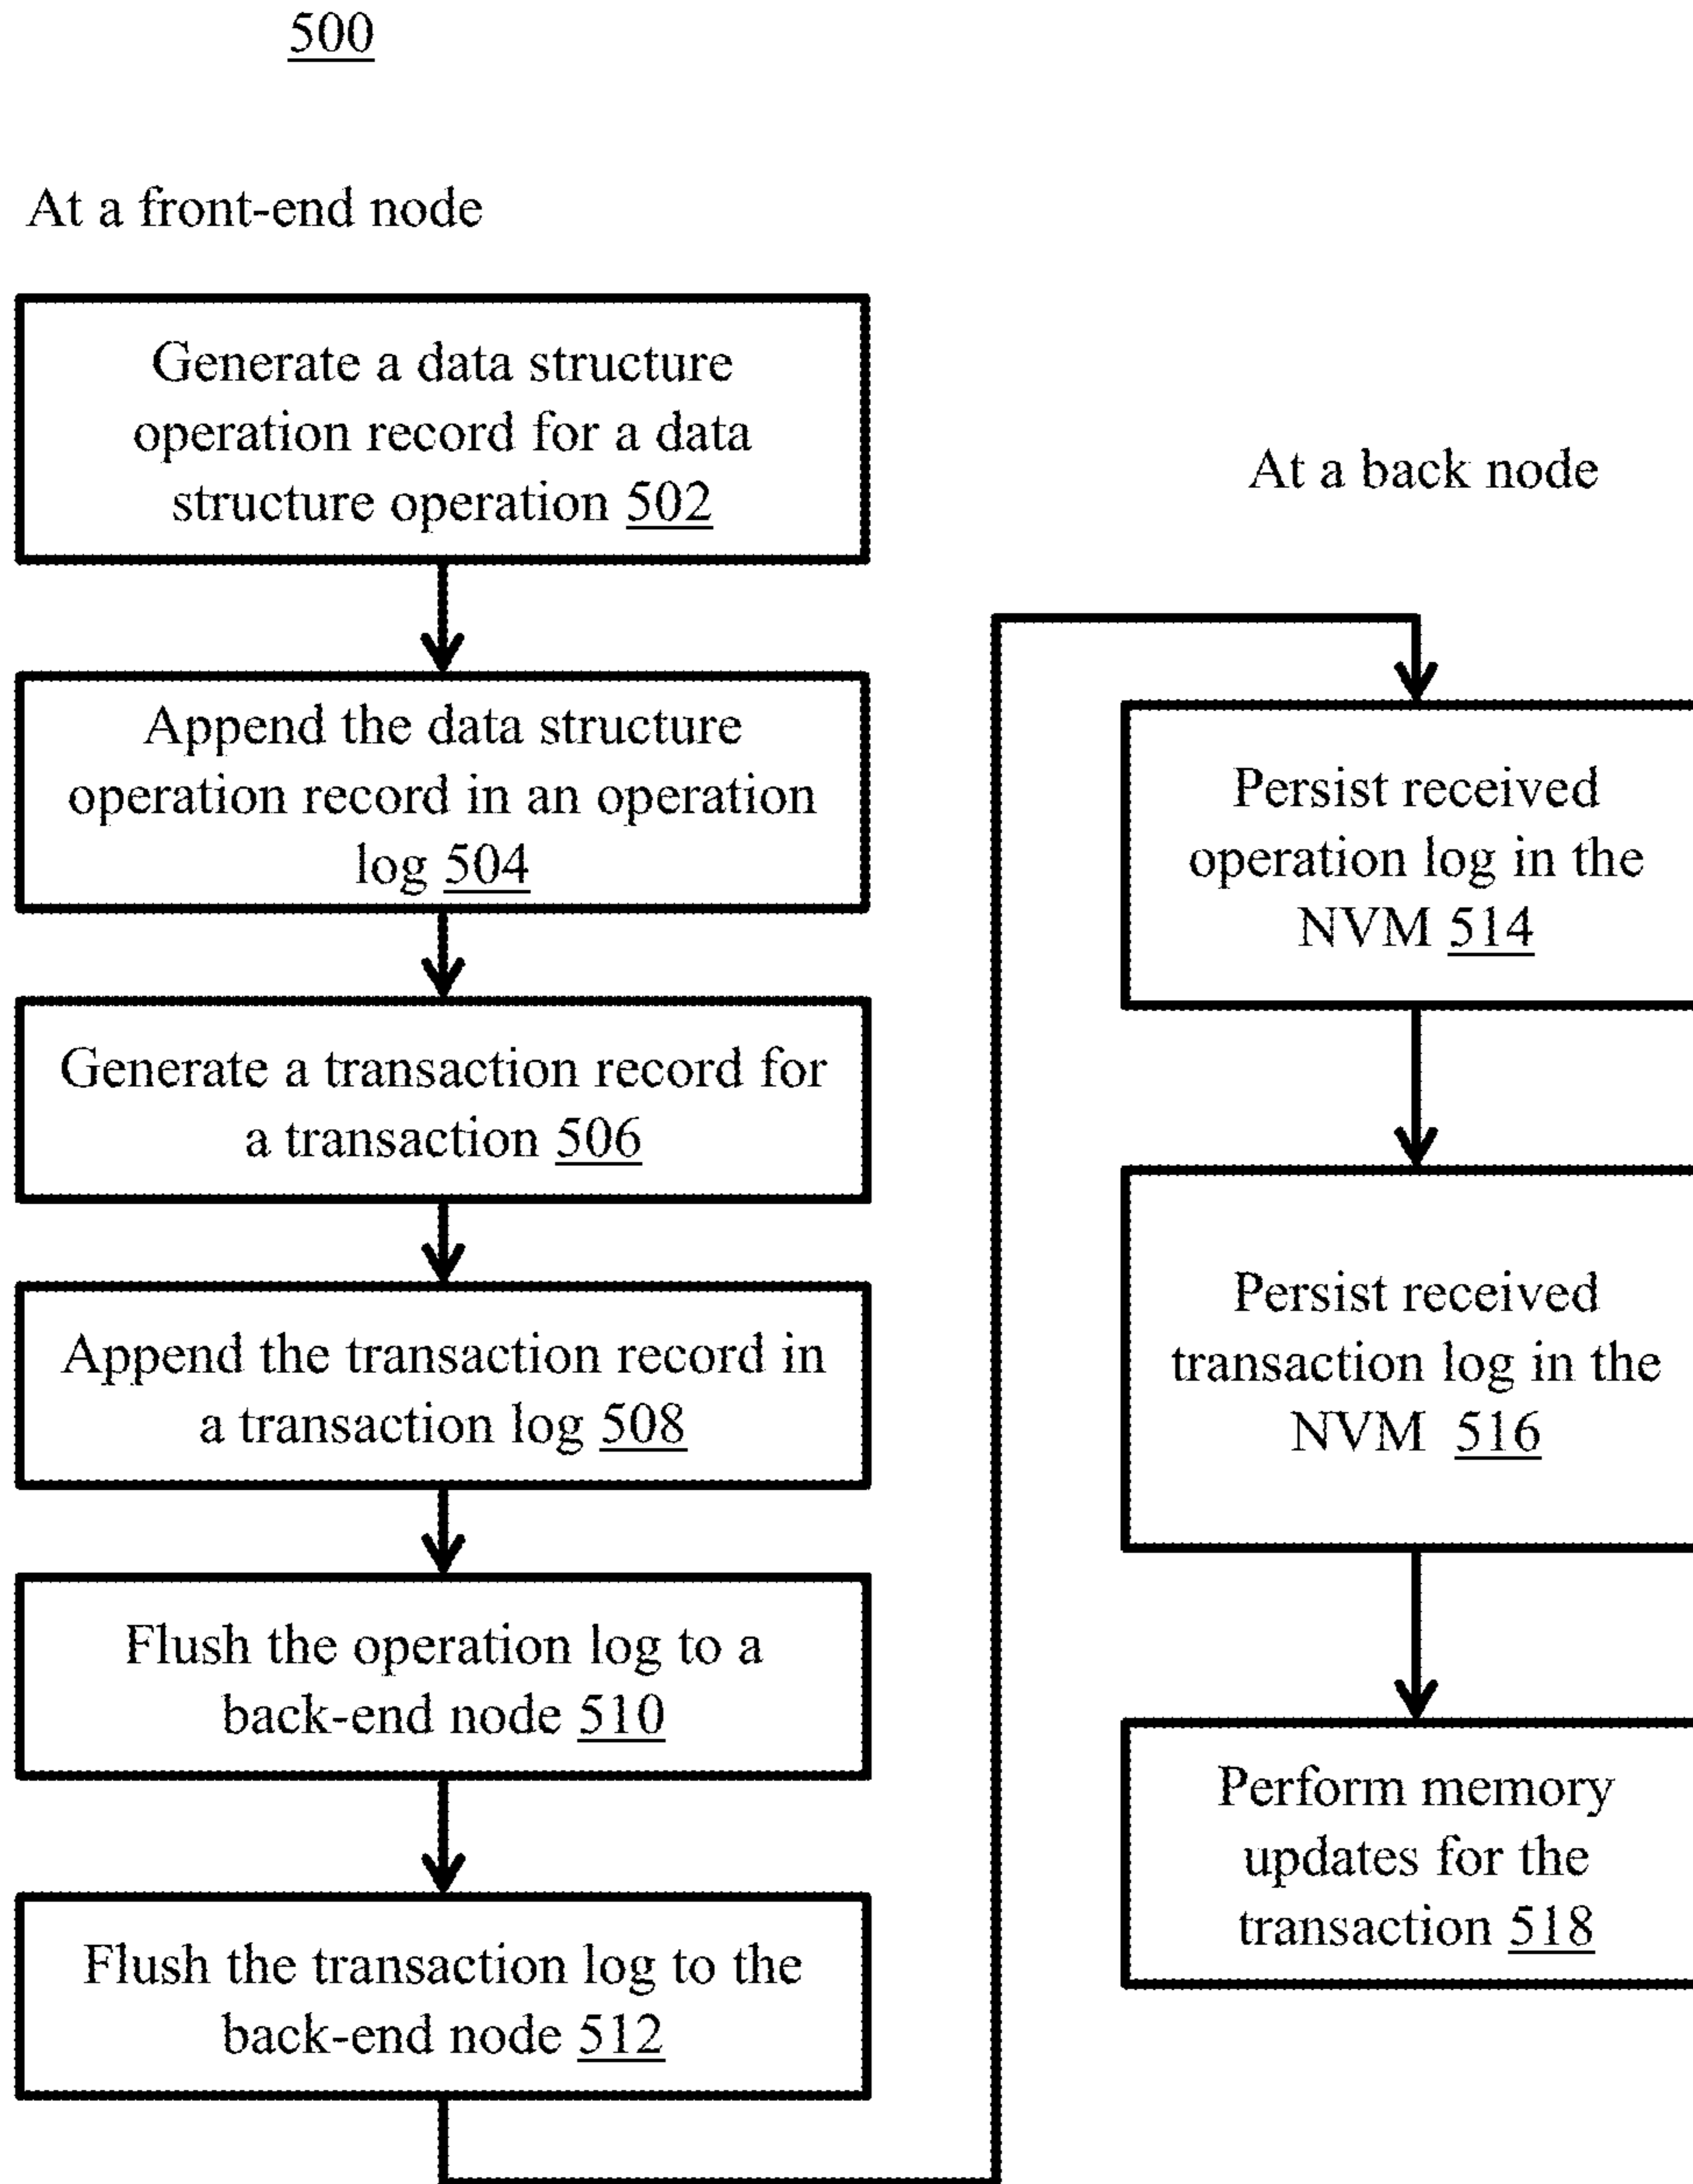 500
At a front-end node
Generate a data structure
operation record for a data
structure operation 502
Append the data structure
operation record in an operation
log 504
Generate a transaction record for
a transaction 506
Append the transaction record in
a transaction log 508
Flush the operation log to a
back-end node 510
Flush the transaction log to the
back-end node 512
At a back node
Persist received
operation log in the
NVM 514
Persist received
transaction log in the
NVM 516
Perform memory
updates for the
transaction 518